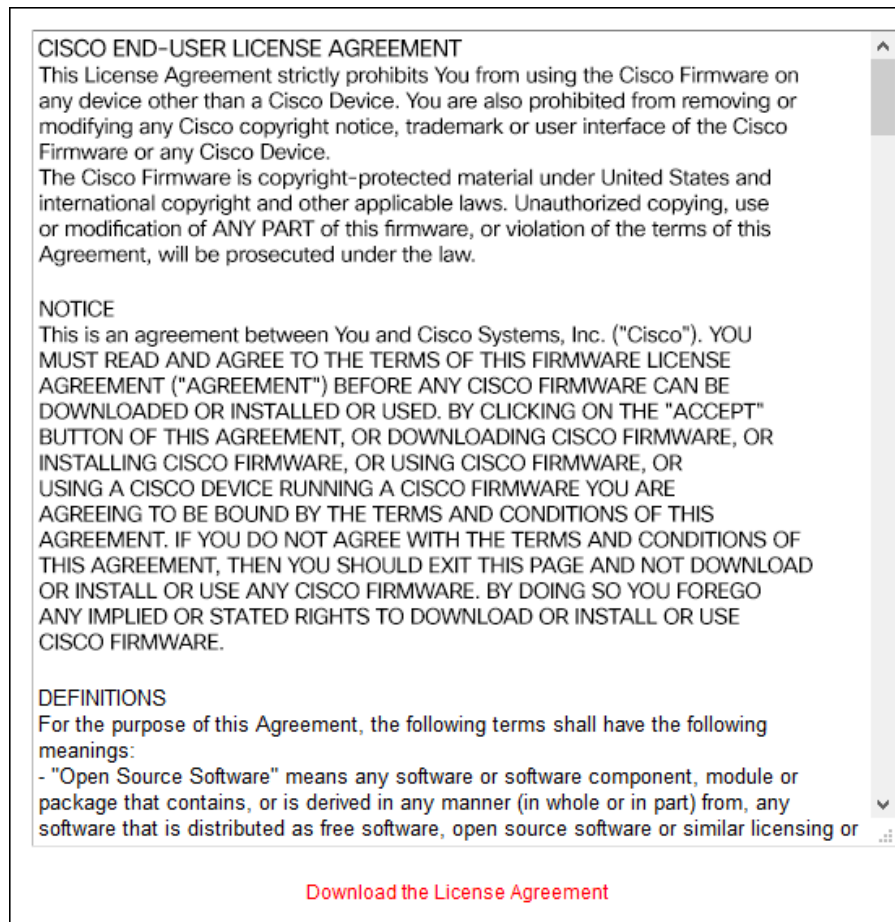 CISCO END-USER LICENSE AGREEMENT
This License Agreement strictly prohibits You from using the Cisco Firmware on
any device other than a Cisco Device. You are also prohibited from removing or
modifying any Cisco copyright notice, trademark or user interface of the Cisco
Firmware or any Cisco Device.
The Cisco Firmware is copyright-protected material under United States and
international copyright and other applicable laws. Unauthorized copying, use
or modification of ANY PART of this firmware, or violation of the terms of this
Agreement, will be prosecuted under the law.
NOTICE
This is an agreement between You and Cisco Systems, Inc. ("Cisco"). YOU
MUST READ AND AGREE TO THE TERMS OF THIS FIRMWARE LICENSE
AGREEMENT ("AGREEMENT") BEFORE ANY CISCO FIRMWARE CAN BE
DOWNLOADED OR INSTALLED OR USED. BY CLICKING ON THE "ACCEPT"
BUTTON OF THIS AGREEMENT, OR DOWNLOADING CISCO FIRMWARE, OR
INSTALLING CISCO FIRMWARE, OR USING CISCO FIRMWARE, OR
USING A CISCO DEVICE RUNNING A CISCO FIRMWARE YOU ARE
AGREEING TO BE BOUND BY THE TERMS AND CONDITIONS OF THIS
AGREEMENT. IF YOU DO NOT AGREE WITH THE TERMS AND CONDITIONS OF
THIS AGREEMENT, THEN YOU SHOULD EXIT THIS PAGE AND NOT DOWNLOAD
OR INSTALL OR USE ANY CISCO FIRMWARE. BY DOING SO YOU FOREGO
ANY IMPLIED OR STATED RIGHTS TO DOWNLOAD OR INSTALL OR USE
CISCO FIRMWARE.
DEFINITIONS
For the purpose of this Agreement, the following terms shall have the following
meanings:
- "Open Source Software" means any software or software component, module or
package that contains, or is derived in any manner (in whole or in part) from, any
software that is distributed as free software, open source software or similar licensing or
Download the License Agreement